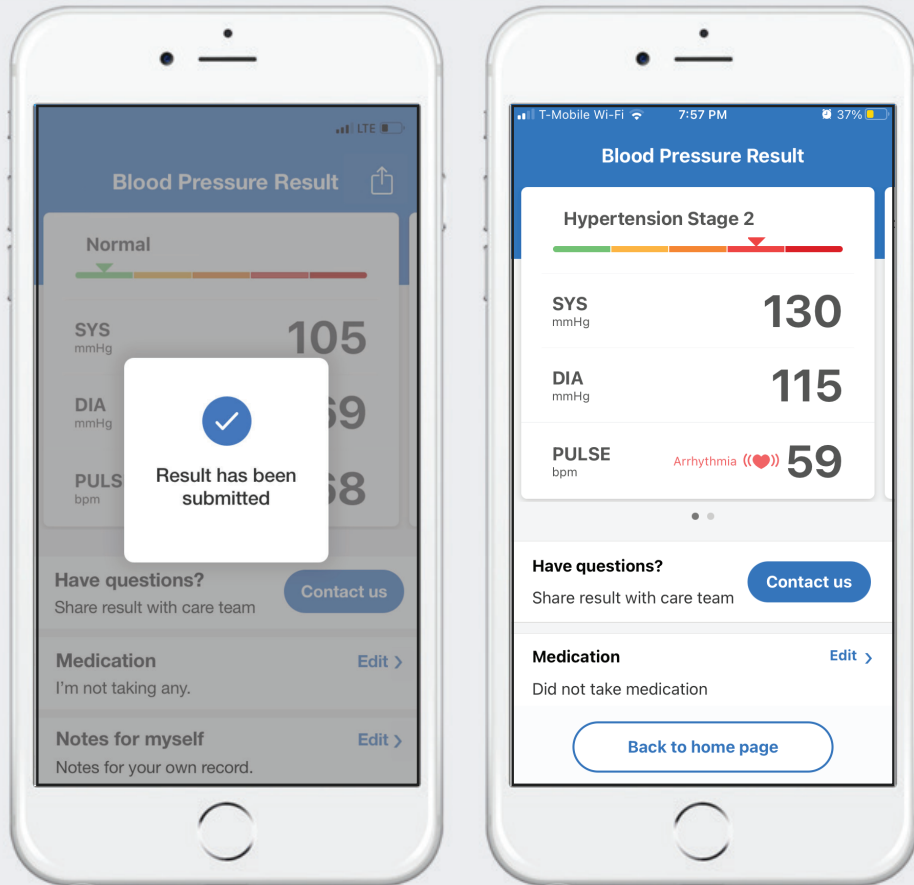 LTE
Blood Pressure Result
Normal
SYS
mmHg
105
DIA
mmHg
PULS
bpm
Result has been
submitted
Have questions?
Share result with care team
Contact us
Medication
Edit >
I'm not taking any.
Notes for myself
Edit >
Notes for your own record.
T-Mobile Wi-Fi 7:57 PM 37%
Blood Pressure Result
Hypertension Stage 2
SYS
mmHg
130
DIA
mmHg
115
PULSE
bpm
Arrhythmia
59
Have questions?
Share result with care team
Contact us
Medication
Edit >
Did not take medication
Back to home page